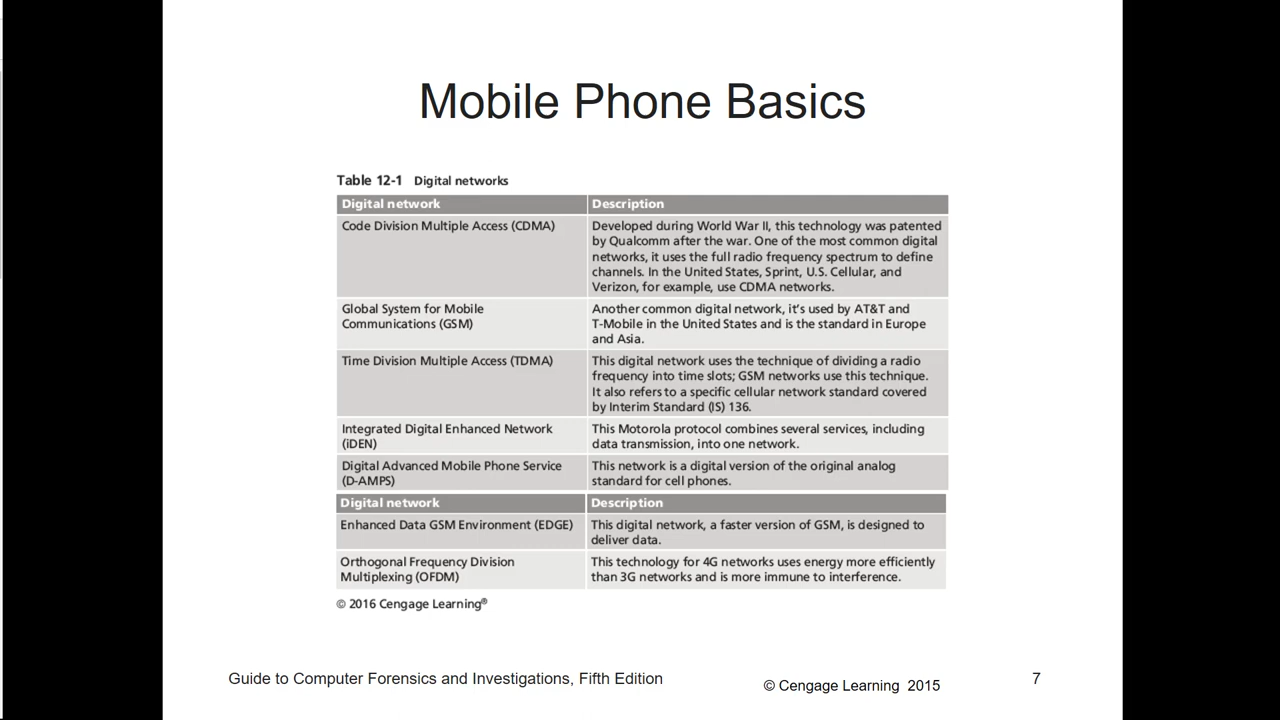 Mobile Phone Basics
Table 12-1 Digital networks
Digital network Description
Code Division Multiple Access (CDMA) Developed during World War II, this technology was patented
by Qualcomm after the war. One of the most common digital
networks, it uses the full radio frequency spectrum to define
channels. In the United States, Sprint, U.S. Cellular, and
Verizon, for example, use CDMA networks.
Global System for Mobile
Communications (GSM)
Another common digital network, it's used by AT&T and
T-Mobile in the United States and is the standard in Europe
and Asia.
Time Division Multiple Access (TDMA) This digital network uses the technique of dividing a radio
frequency into time slots; GSM networks use this technique.
It also refers to a specific cellular network standard covered
by Interim Standard (IS) 136.
Integrated Digital Enhanced Network
(iDEN)
This Motorola protocol combines several services, including
data transmission, into one network.
Digital Advanced Mobile Phone Service
(D-AMPS)
This network is a digital version of the original analog
standard for cell phones.
Digital network Description
Enhanced Data GSM Environment (EDGE) This digital network, a faster version of GSM, is designed to
deliver data.
Orthogonal Frequency Division
Multiplexing (OFDM)
This technology for 4G networks uses energy more efficiently
than 3G networks and is more immune to interference.
© 2016 Cengage Learning®
Guide to Computer Forensics and Investigations, Fifth Edition
© Cengage Learning 2015
7